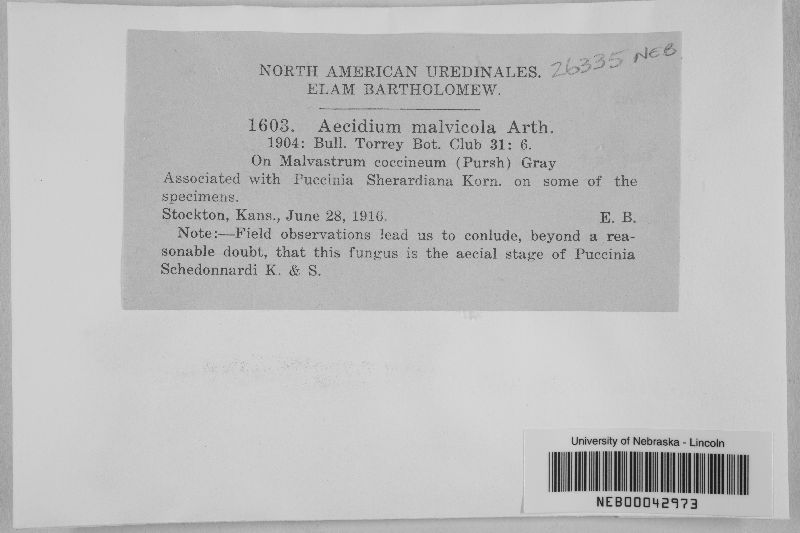 NORTH AMERICAN UREDINALES.
26335 NEB
ELAM BARTHOLOMEW.
1603. Aecidium malvicola Arth.
1904: Bull. Torrey Bot. Club 31: 6.
On Malvastrum coccineum (Pursh) Gray
Associated with Puccinia Sherardiana Korn. on some of the
specimens.
Stockton, Kans., June 28, 1916. E. B.
Note:—Field observations lead us to conlude, beyond a rea-
sonable doubt, that this fungus is the aecial stage of Puccinia
Schedonnardi K. & S.
University of Nebraska - Lincoln
NEB00042973